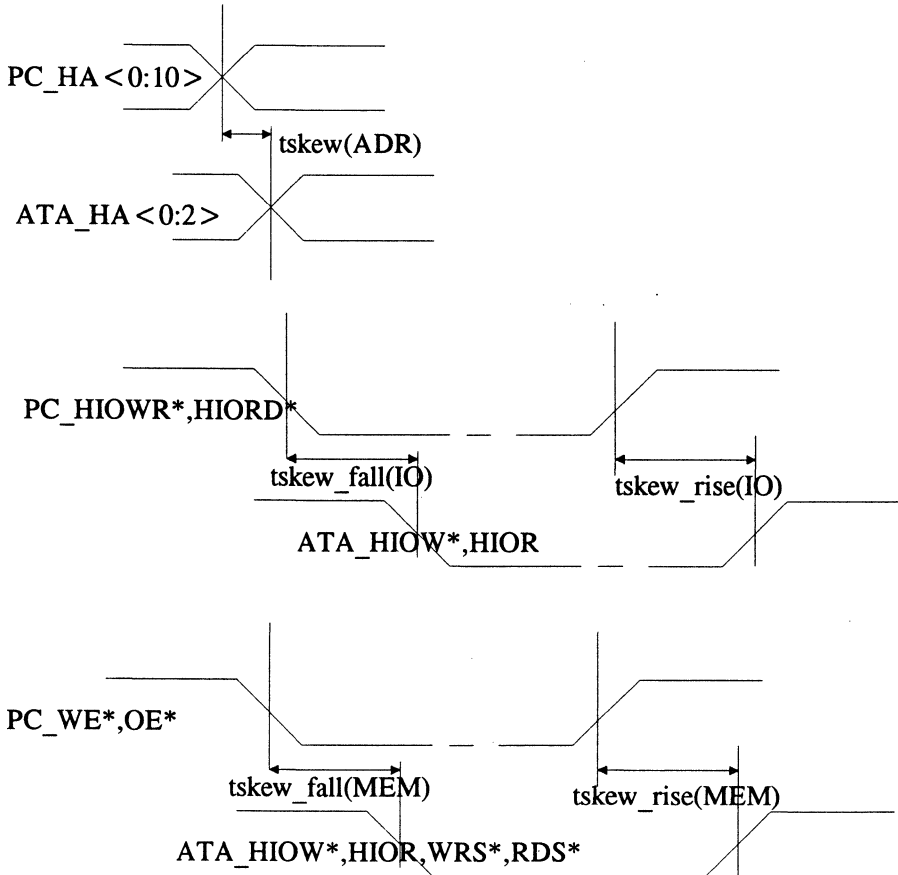 PC_HA<0:10>
tskew(ADR)
ATA_HA<0:2>
PC_HIOWR*,HIORD*
tskew_fall(IO)
tskew_rise(IO)
ATA_HIOW*,HIOR
PC_WE*,OE*
tskew_fall(MEM)
tskew_rise(MEM)
ATA_HIOW*,HIOR,WRS*,RDS*